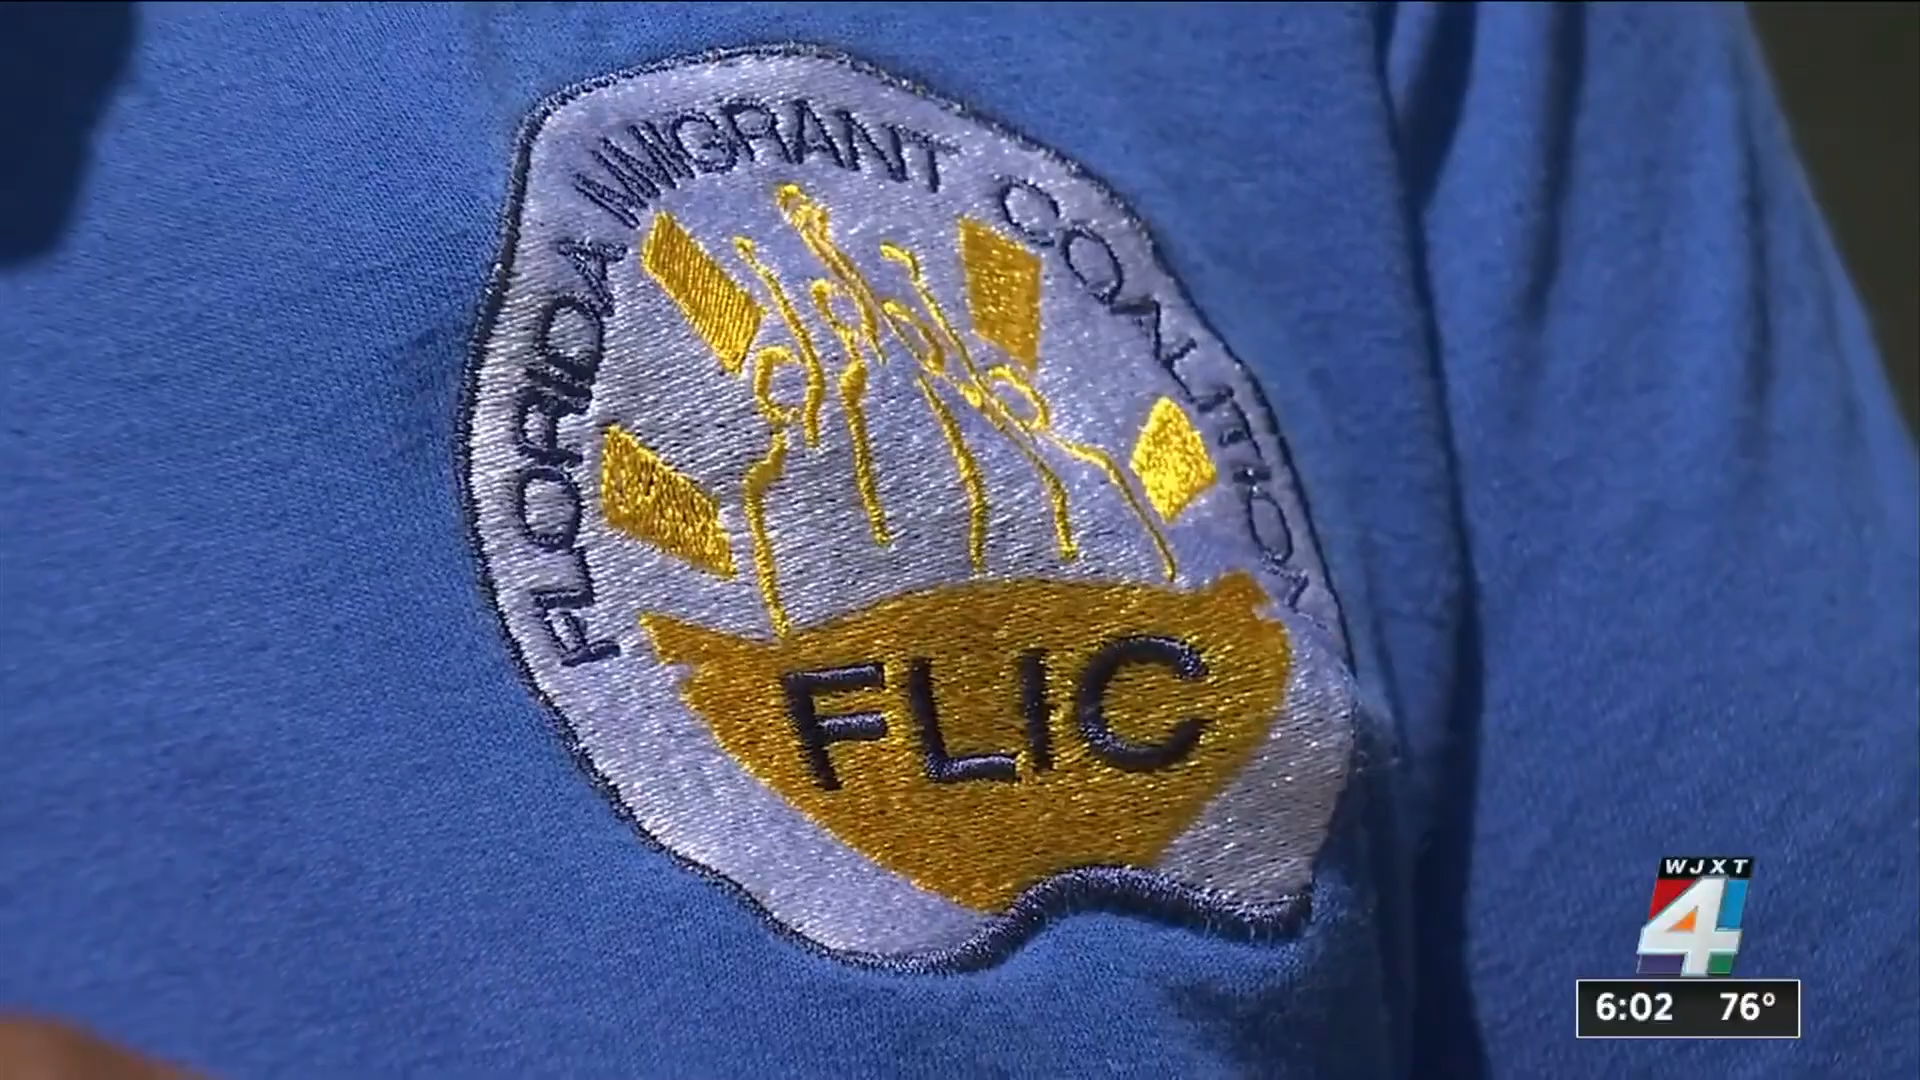 FLORIDA IMMIGRANT COALITION
FLIC
WJXT
4
6:02 76°